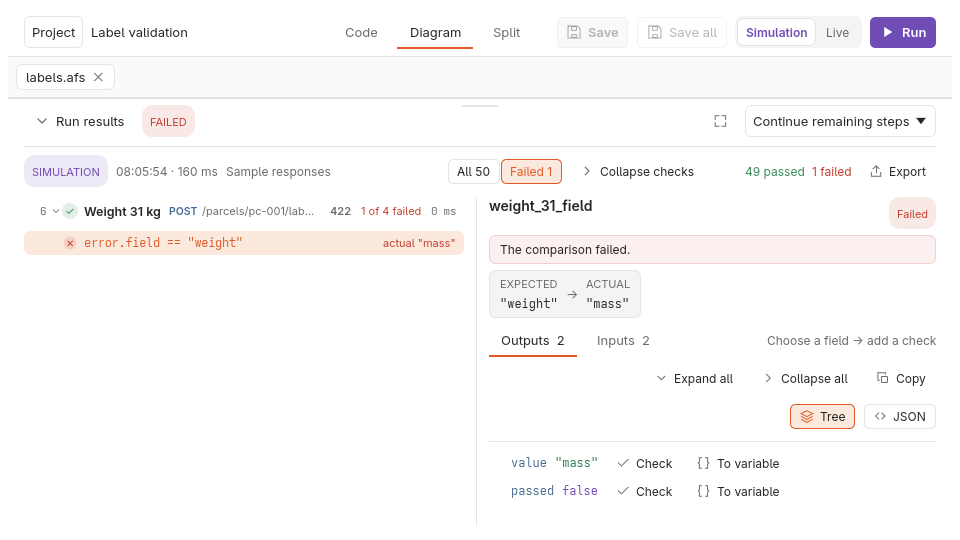 Project Label validation Code Diagram Split Save Save all Simulation Live Run
labels.afs
Run results FAILED Continue remaining steps
SIMULATION 08:05:54 · 160 ms Sample responses All 50 Failed 1 Collapse checks 49 passed 1 failed Export
6 Weight 31 kg POST /parcels/pc-001/lab... 422 1 of 4 failed 0 ms
error.field == "weight" actual "mass"
weight_31_field Failed
The comparison failed.
EXPECTED → ACTUAL
"weight" "mass"
Outputs 2 Inputs 2 Choose a field → add a check
Expand all Collapse all Copy
Tree JSON
value "mass" Check {} To variable
passed false Check {} To variable